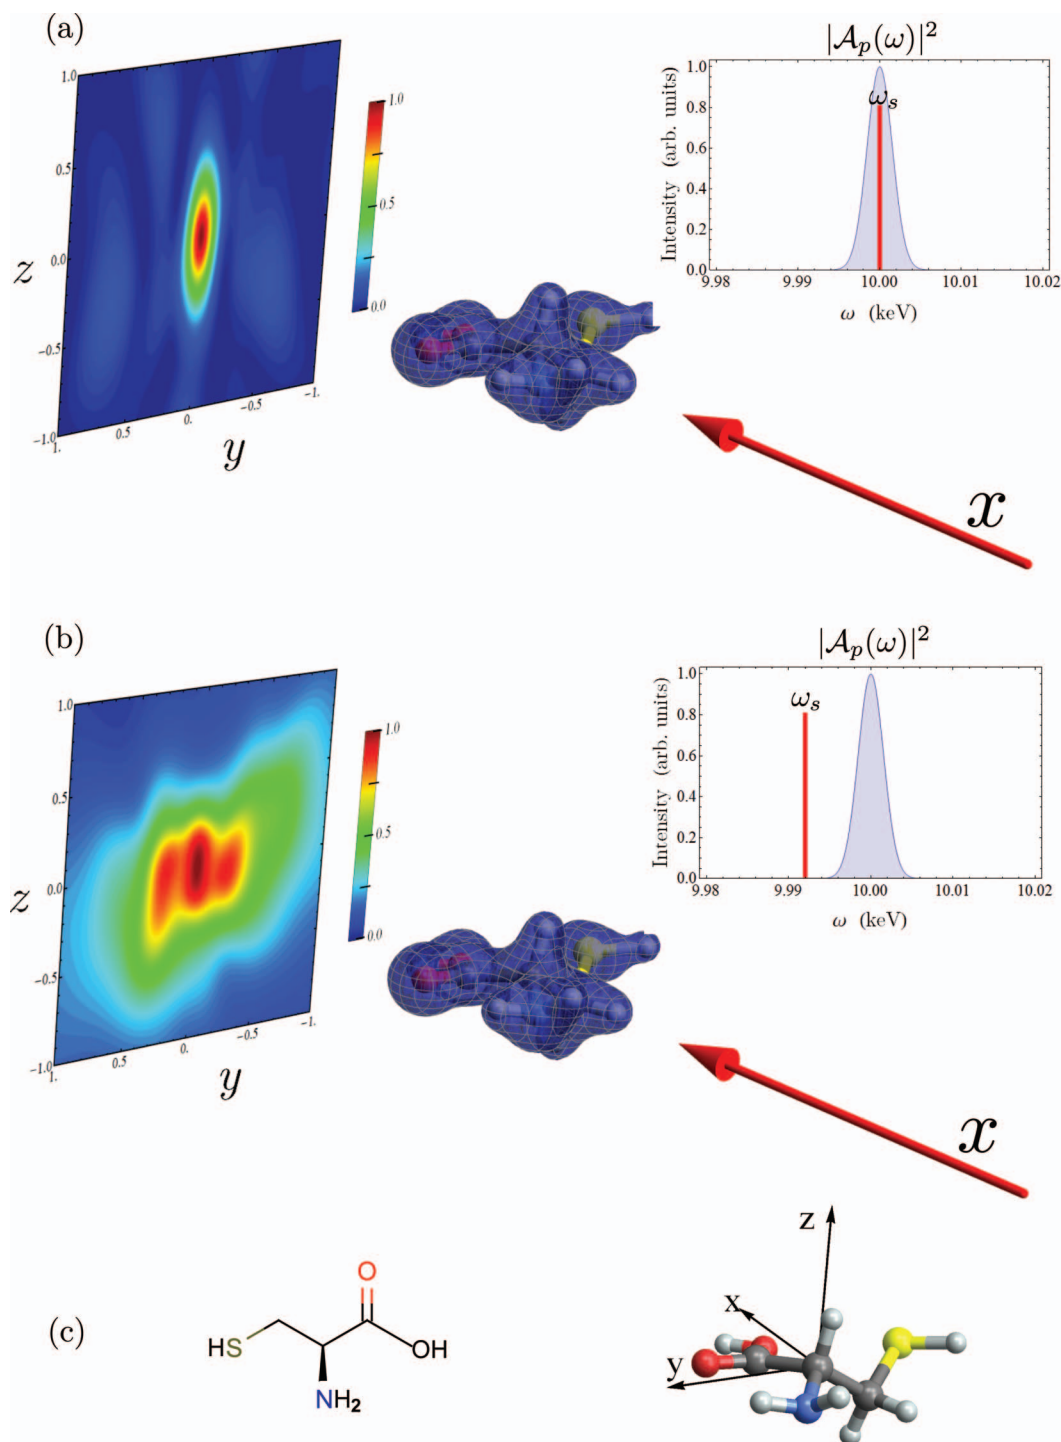 (a)
1.0
0.5
0.0
-0.5
-1.0
z
1.
0.5
0.
-0.5
-1.
y
1.0
0.5
0.0
|𝒜ₚ(ω)|²
ωₛ
Intensity (arb. units)
1.0
0.8
0.6
0.4
0.2
0.0
9.98 9.99 10.00 10.01 10.02
ω (keV)
x
(b)
1.0
0.5
0.0
-0.5
-1.0
z
1.
0.5
0.
-0.5
-1.
y
1.0
0.5
0.0
|𝒜ₚ(ω)|²
ωₛ
Intensity (arb. units)
1.0
0.8
0.6
0.4
0.2
0.0
9.98 9.99 10.00 10.01 10.02
ω (keV)
x
(c)
O
HS
OH
NH₂
z
x
y